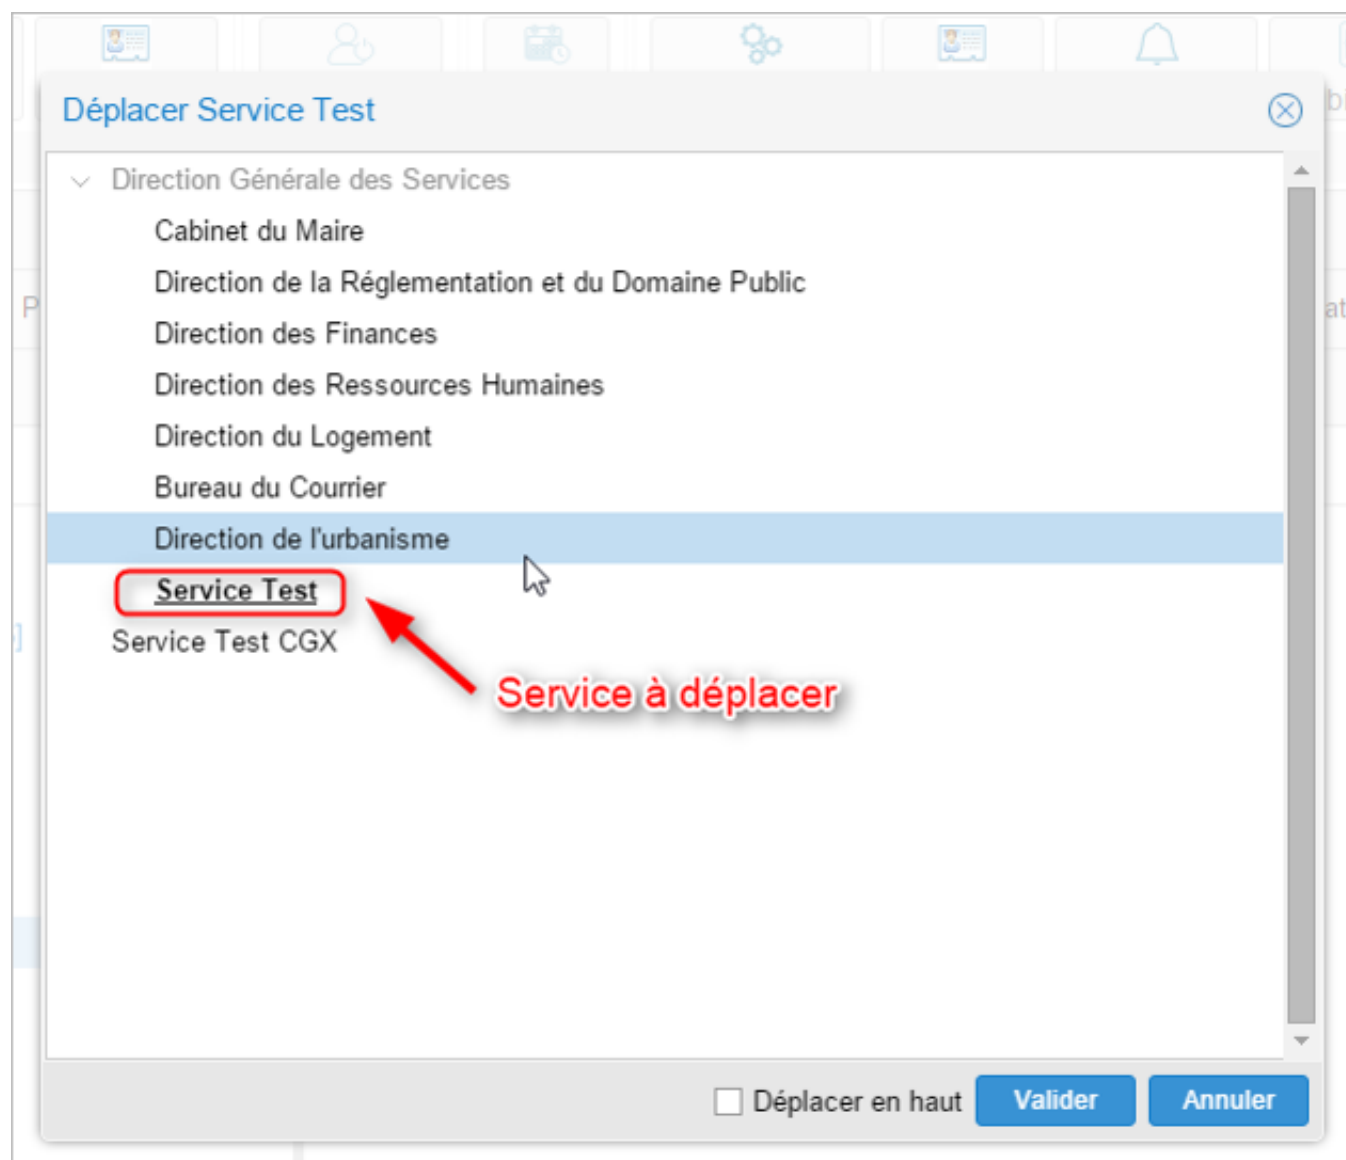 Déplacer Service Test
Direction Générale des Services
Cabinet du Maire
Direction de la Réglementation et du Domaine Public
Direction des Finances
Direction des Ressources Humaines
Direction du Logement
Bureau du Courrier
Direction de l'urbanisme
Service Test
Service Test CGX
Service à déplacer
Déplacer en haut Valider Annuler